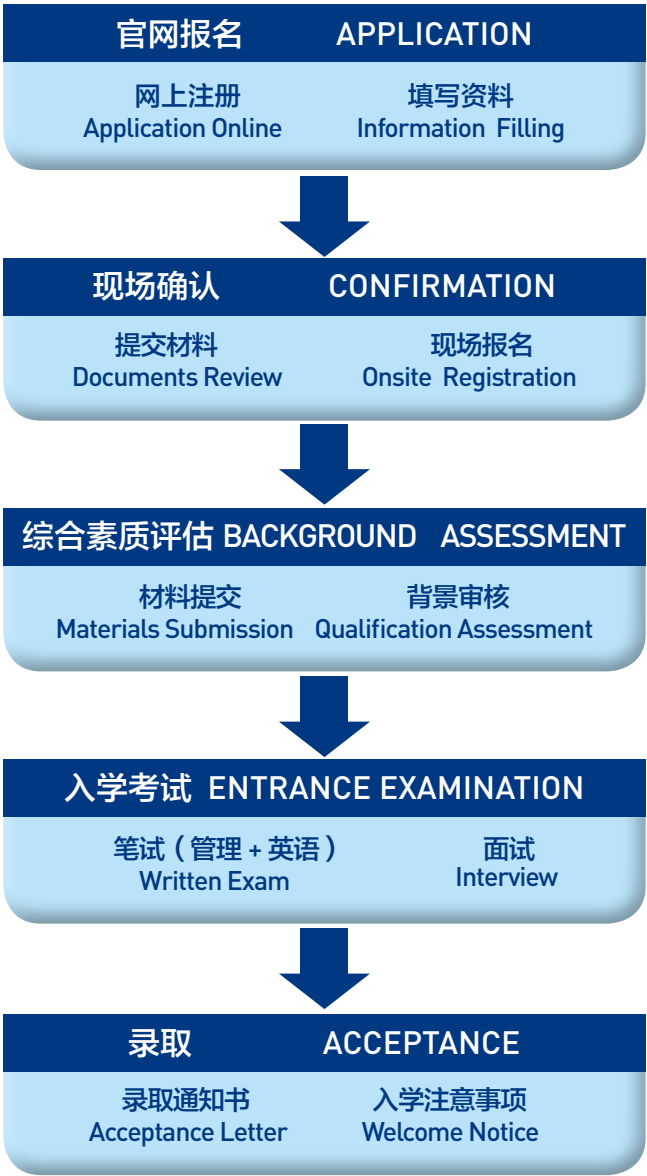 官网报名 APPLICATION
网上注册 填写资料
Application Online Information Filling
现场确认 CONFIRMATION
提交材料 现场报名
Documents Review Onsite Registration
综合素质评估 BACKGROUND ASSESSMENT
材料提交 背景审核
Materials Submission Qualification Assessment
入学考试 ENTRANCE EXAMINATION
笔试（管理 + 英语） 面试
Written Exam Interview
录取 ACCEPTANCE
录取通知书 入学注意事项
Acceptance Letter Welcome Notice